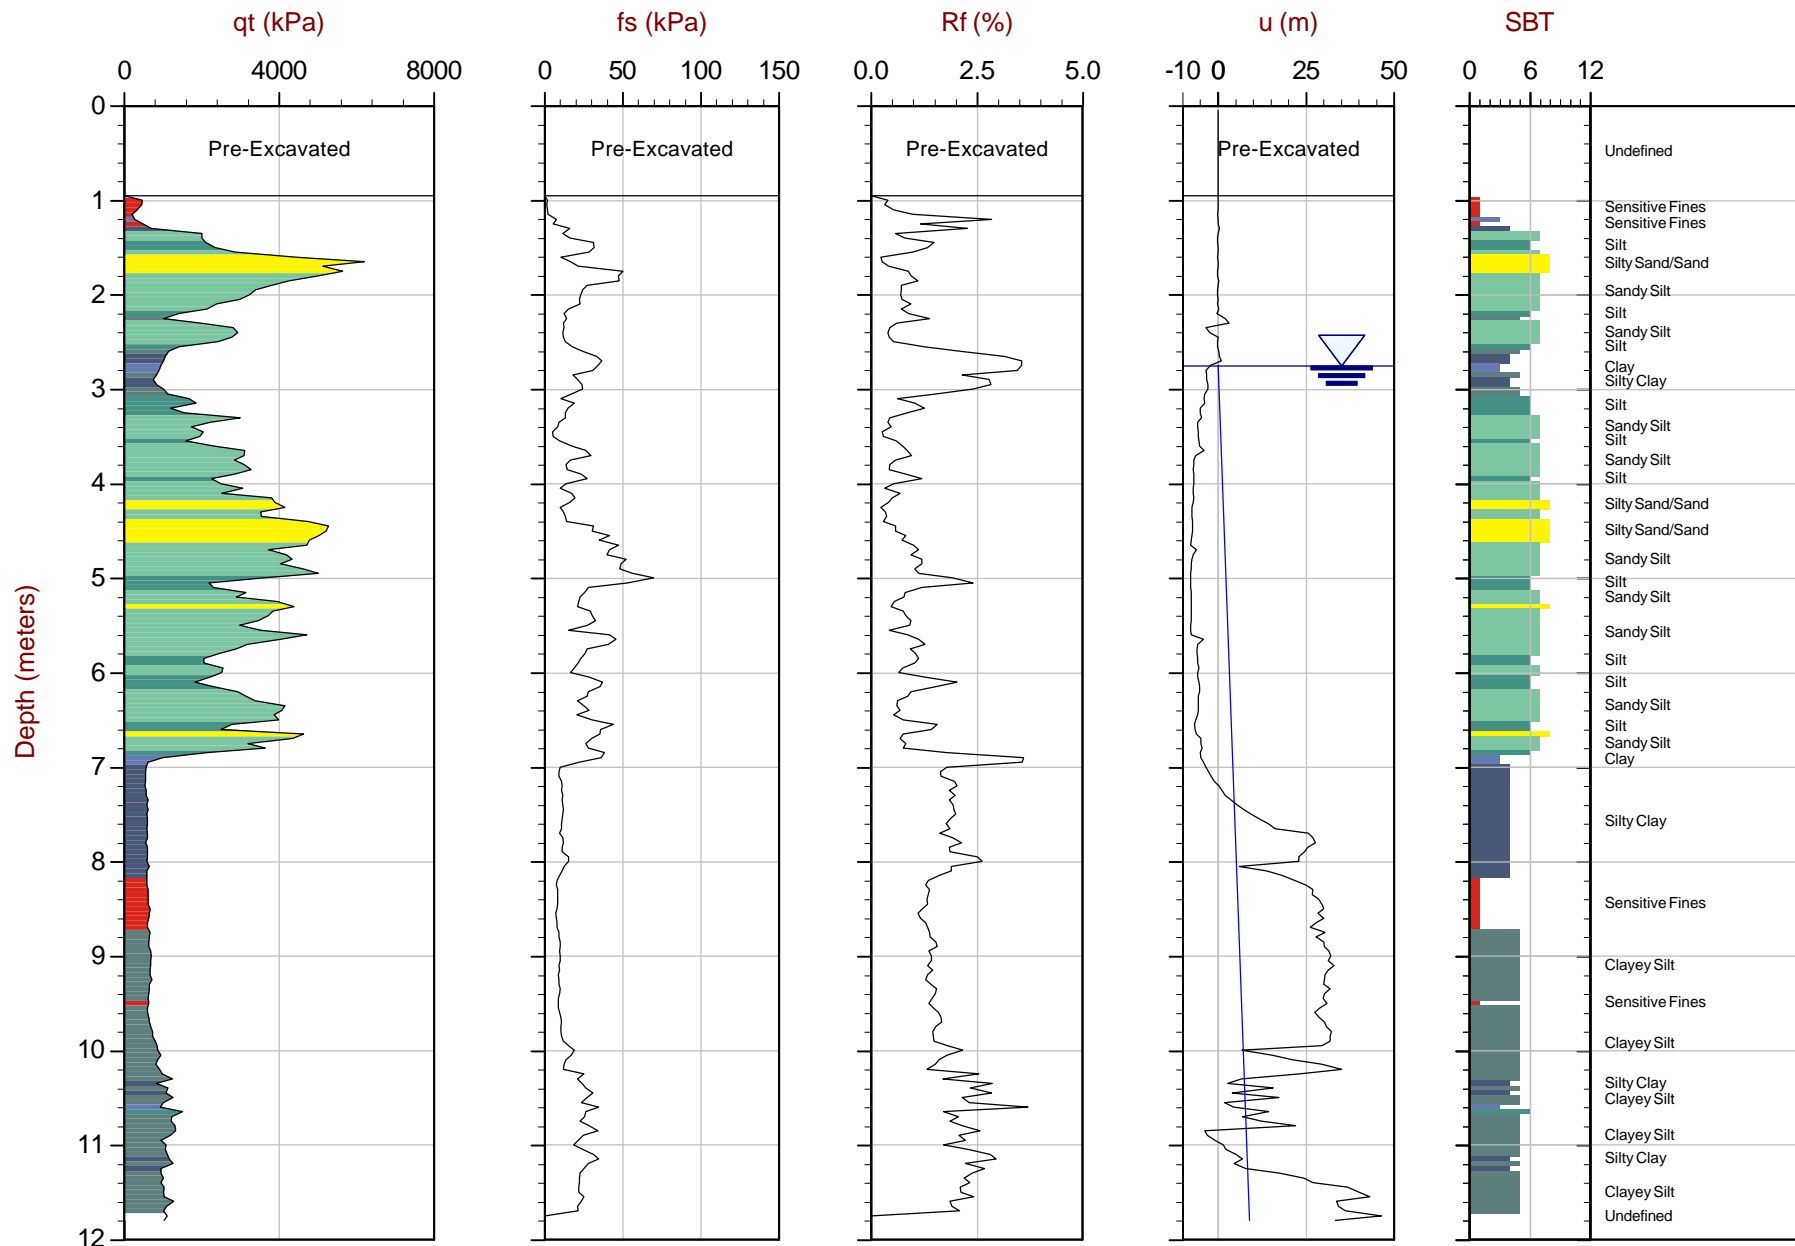 qt (kPa)
fs (kPa)
Rf (%)
u (m)
SBT
0 4000 8000
0 50 100 150
0.0 2.5 5.0
-10 0 25 50
0 6 12
Depth (meters)
0
1
2
3
4
5
6
7
8
9
10
11
12
Pre-Excavated
Pre-Excavated
Pre-Excavated
Pre-Excavated
Undefined
Sensitive Fines
Sensitive Fines
Silt
Silty Sand/Sand
Sandy Silt
Silt
Sandy Silt
Silt
Clay
Silty Clay
Silt
Sandy Silt
Silt
Sandy Silt
Silt
Silty Sand/Sand
Silty Sand/Sand
Sandy Silt
Silt
Sandy Silt
Sandy Silt
Silt
Silt
Sandy Silt
Silt
Sandy Silt
Clay
Silty Clay
Sensitive Fines
Clayey Silt
Sensitive Fines
Clayey Silt
Silty Clay
Clayey Silt
Clayey Silt
Silty Clay
Clayey Silt
Undefined